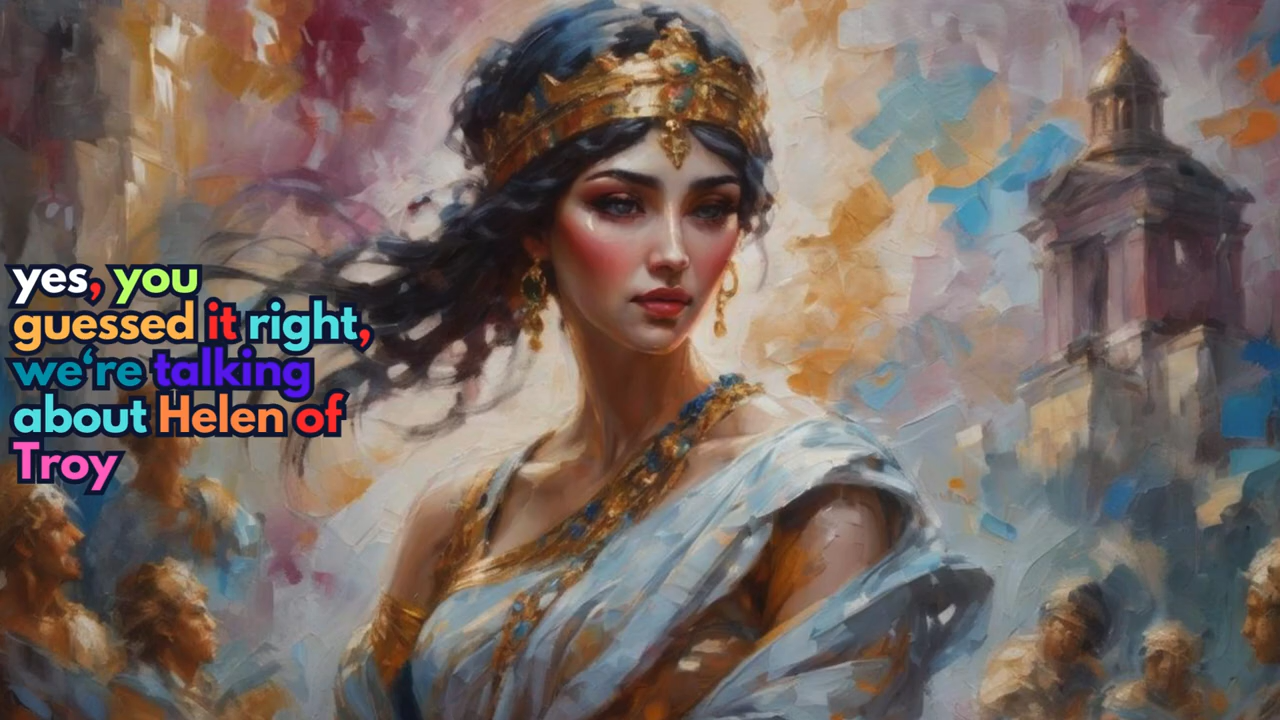 yes, you
guessed it right,
we‘re talking
about Helen of
Troy